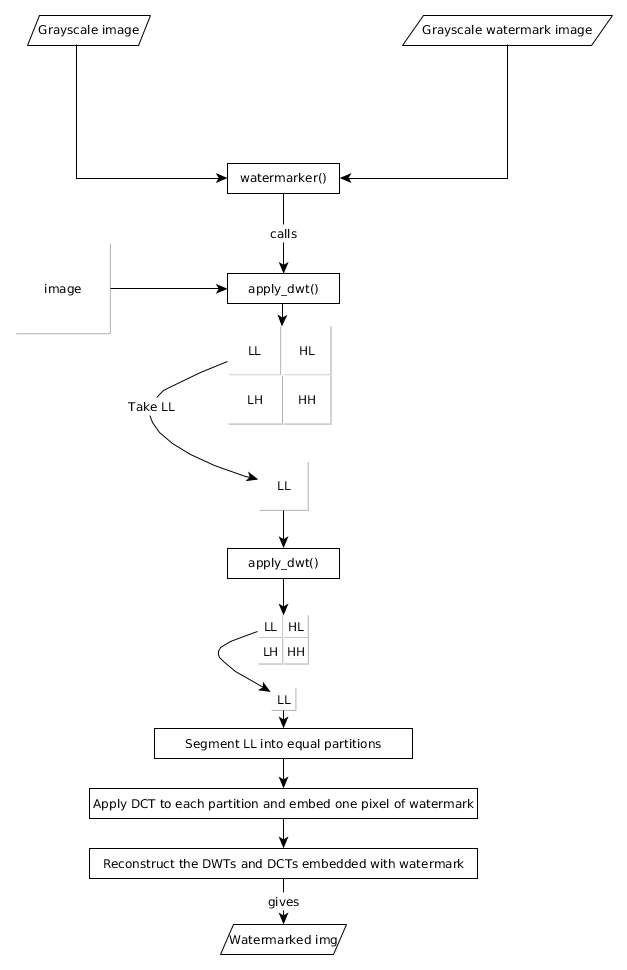 Grayscale image
Grayscale watermark image
watermarker()
calls
image
apply_dwt()
LL
HL
Take LL
LH
HH
LL
apply_dwt()
LL
HL
LH
HH
LL
Segment LL into equal partitions
Apply DCT to each partition and embed one pixel of watermark
Reconstruct the DWTs and DCTs embedded with watermark
gives
Watermarked img